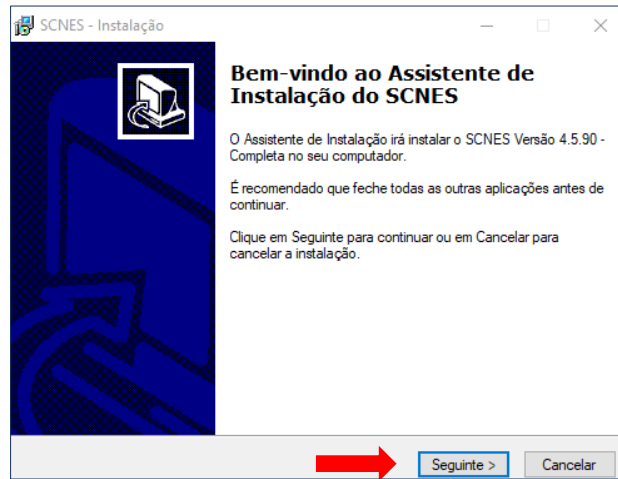 SCNES - Instalação
Bem-vindo ao Assistente de
Instalação do SCNES
O Assistente de Instalação irá instalar o SCNES Versão 4.5.90 -
Completa no seu computador.
É recomendado que feche todas as outras aplicações antes de
continuar.
Clique em Seguinte para continuar ou em Cancelar para
cancelar a instalação.
Seguinte >
Cancelar